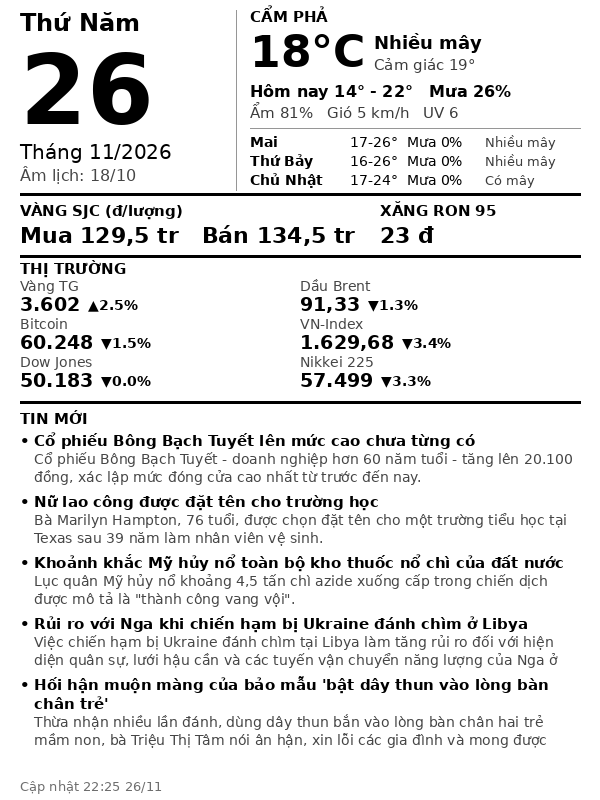 Thứ Năm
26
Tháng 11/2026
Âm lịch: 18/10
CẨM PHẢ
18°C Nhiều mây
Cảm giác 19°
Hôm nay 14° - 22° Mưa 26%
Ẩm 81% Gió 5 km/h UV 6
Mai 17-26° Mưa 0% Nhiều mây
Thứ Bảy 16-26° Mưa 0% Nhiều mây
Chủ Nhật 17-24° Mưa 0% Có mây
VÀNG SJC (đ/lượng) XĂNG RON 95
Mua 129,5 tr Bán 134,5 tr 23 đ
THỊ TRƯỜNG
Vàng TG Dầu Brent
3.602 ▲2.5% 91,33 ▼1.3%
Bitcoin VN-Index
60.248 ▼1.5% 1.629,68 ▼3.4%
Dow Jones Nikkei 225
50.183 ▼0.0% 57.499 ▼3.3%
TIN MỚI
• Cổ phiếu Bông Bạch Tuyết lên mức cao chưa từng có
Cổ phiếu Bông Bạch Tuyết - doanh nghiệp hơn 60 năm tuổi - tăng lên 20.100
đồng, xác lập mức đóng cửa cao nhất từ trước đến nay.
• Nữ lao công được đặt tên cho trường học
Bà Marilyn Hampton, 76 tuổi, được chọn đặt tên cho một trường tiểu học tại
Texas sau 39 năm làm nhân viên vệ sinh.
• Khoảnh khắc Mỹ hủy nổ toàn bộ kho thuốc nổ chì của đất nước
Lục quân Mỹ hủy nổ khoảng 4,5 tấn chì azide xuống cấp trong chiến dịch
được mô tả là "thành công vang vội".
• Rủi ro với Nga khi chiến hạm bị Ukraine đánh chìm ở Libya
Việc chiến hạm bị Ukraine đánh chìm tại Libya làm tăng rủi ro đối với hiện
diện quân sự, lưới hậu cần và các tuyến vận chuyển năng lượng của Nga ở
• Hối hận muộn màng của bảo mẫu 'bật dây thun vào lòng bàn
chân trẻ'
Thừa nhận nhiều lần đánh, dùng dây thun bắn vào lòng bàn chân hai trẻ
mầm non, bà Triệu Thị Tâm nói ân hận, xin lỗi các gia đình và mong được
Cập nhật 22:25 26/11